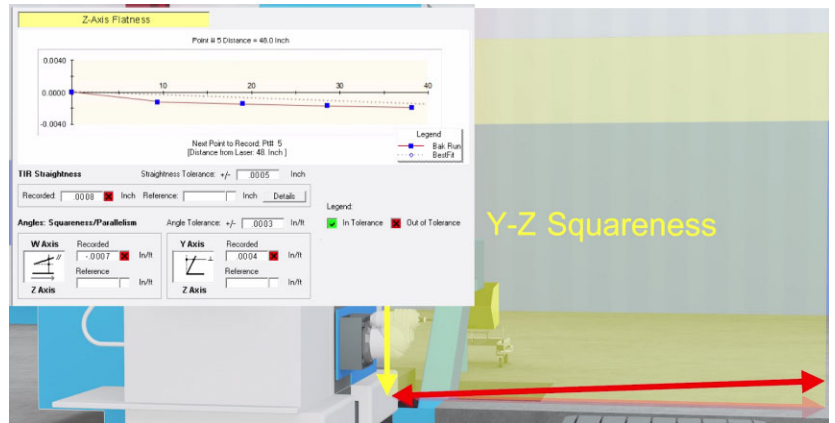 Z-Axis Flatness
Point # 5 Distance = 48.0 Inch
0.0040
0.0000
-0.0040
10 20 30 40
Next Point to Record: Pt# 5
[Distance from Laser: 48. Inch ]
Legend
Bak Run
BestFit
TIR Straightness Straightness Tolerance: +/- .0005 Inch
Recorded: .0008 Inch Reference: Inch Details
Legend:
In Tolerance Out of Tolerance
Angles: Squareness/Parallelism Angle Tolerance: +/- .0003 In/ft
W Axis Recorded
-.0007 In/ft
Reference
In/ft
Z Axis
Y Axis Recorded
.0004 In/ft
Reference
In/ft
Z Axis
Y-Z Squareness